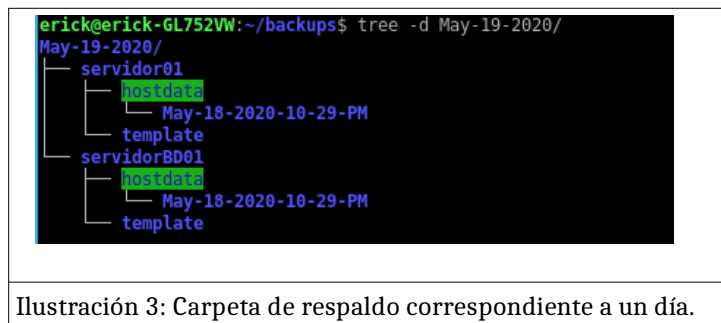 erick@erick-GL752VW:~/backups$ tree -d May-19-2020/
May-19-2020/
├── servidor01
│   ├── hostdata
│   │   └── May-18-2020-10-29-PM
│   └── template
└── servidorBD01
    ├── hostdata
    │   └── May-18-2020-10-29-PM
    └── template
Ilustración 3: Carpeta de respaldo correspondiente a un día.